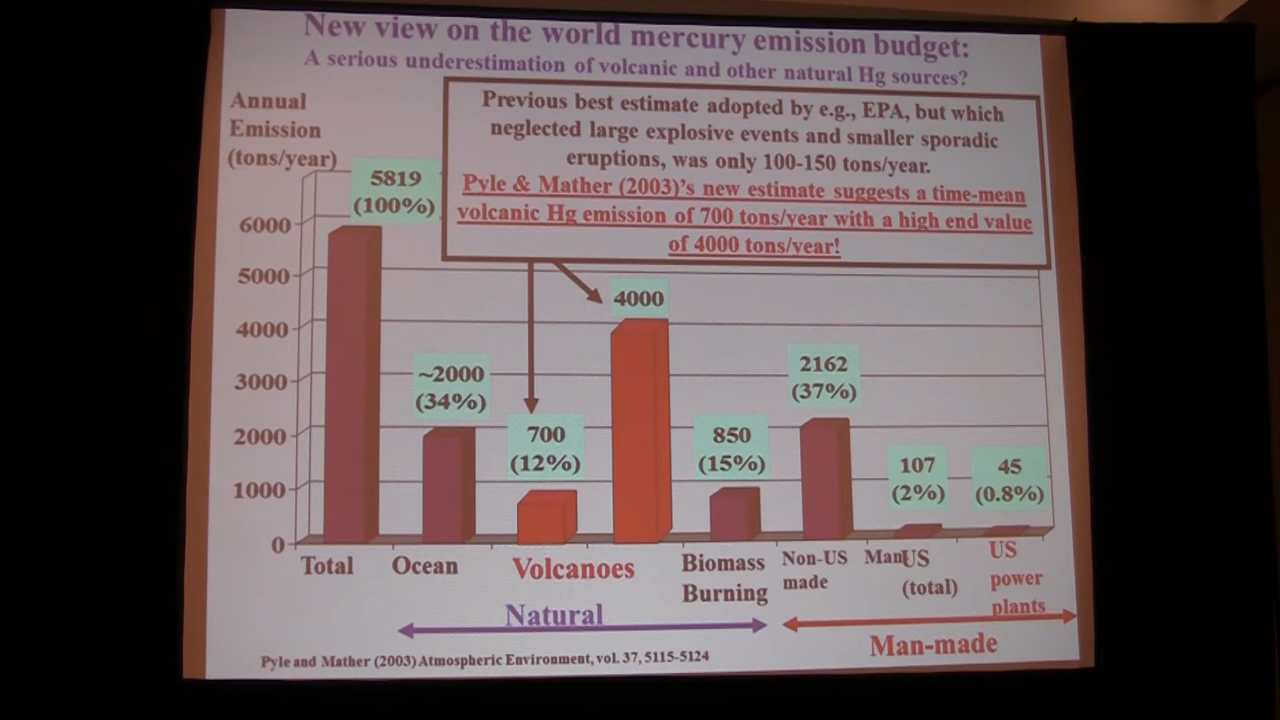 New view on the world mercury emission budget:
A serious underestimation of volcanic and other natural Hg sources?
Annual
Emission
(tons/year)
Previous best estimate adopted by e.g., EPA, but which
neglected large explosive events and smaller sporadic
eruptions, was only 100-150 tons/year.
Pyle & Mather (2003)'s new estimate suggests a time-mean
volcanic Hg emission of 700 tons/year with a high end value
of 4000 tons/year!
5819
(100%)
~2000
(34%)
700
(12%)
4000
850
(15%)
2162
(37%)
107
(2%)
45
(0.8%)
6000
5000
4000
3000
2000
1000
0
Total
Ocean
Volcanoes
Biomass
Burning
Non-US Man
made
US
(total)
US
power
plants
Natural
Man-made
Pyle and Mather (2003) Atmospheric Environment, vol. 37, 5115-5124